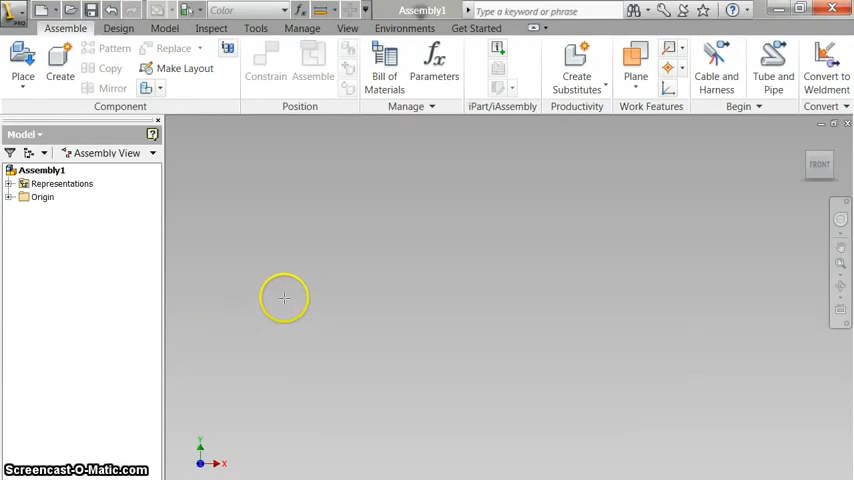 PRO
Color
fx
Assembly1
Type a keyword or phrase
Assemble Design Model Inspect Tools Manage View Environments Get Started
Place
Create
Pattern
Copy
Mirror
Replace
Make Layout
Component
Constrain
Assemble
Position
Bill of
Materials
fx
Parameters
Manage
iPart/iAssembly
Create
Substitutes
Productivity
Plane
Work Features
Cable and
Harness
Tube and
Pipe
Begin
Convert to
Weldment
Convert
Model
Assembly View
Assembly1
Representations
Origin
FRONT
Y
X
Screencast-O-Matic.com